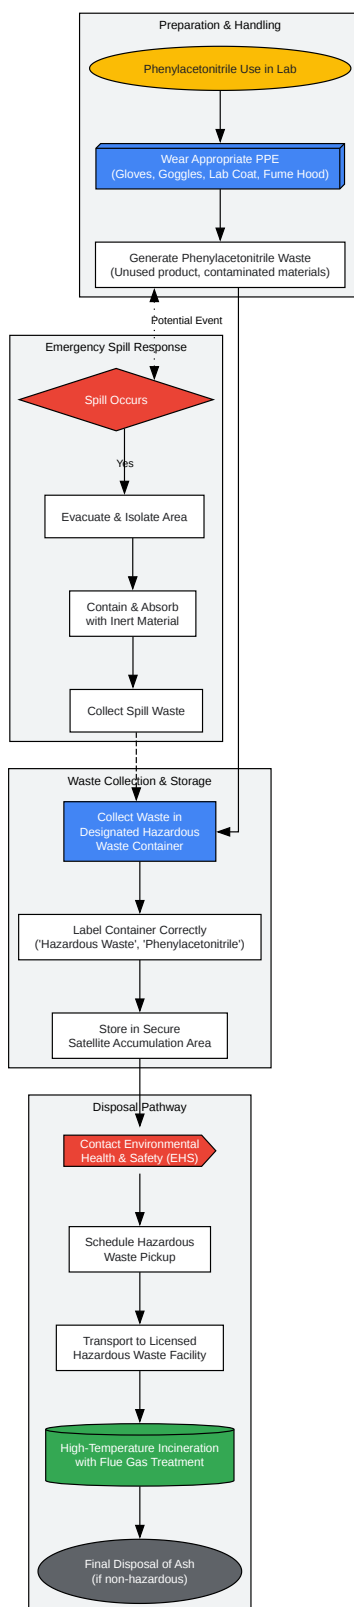 Preparation & Handling
Phenylacetonitrile Use in Lab
Wear Appropriate PPE
(Gloves, Goggles, Lab Coat, Fume Hood)
Generate Phenylacetonitrile Waste
(Unused product, contaminated materials)
Potential Event
Emergency Spill Response
Spill Occurs
Yes
Evacuate & Isolate Area
Contain & Absorb
with Inert Material
Collect Spill Waste
Waste Collection & Storage
Collect Waste in
Designated Hazardous
Waste Container
Label Container Correctly
('Hazardous Waste', 'Phenylacetonitrile')
Store in Secure
Satellite Accumulation Area
Disposal Pathway
Contact Environmental
Health & Safety (EHS)
Schedule Hazardous
Waste Pickup
Transport to Licensed
Hazardous Waste Facility
High-Temperature Incineration
with Flue Gas Treatment
Final Disposal of Ash
(if non-hazardous)